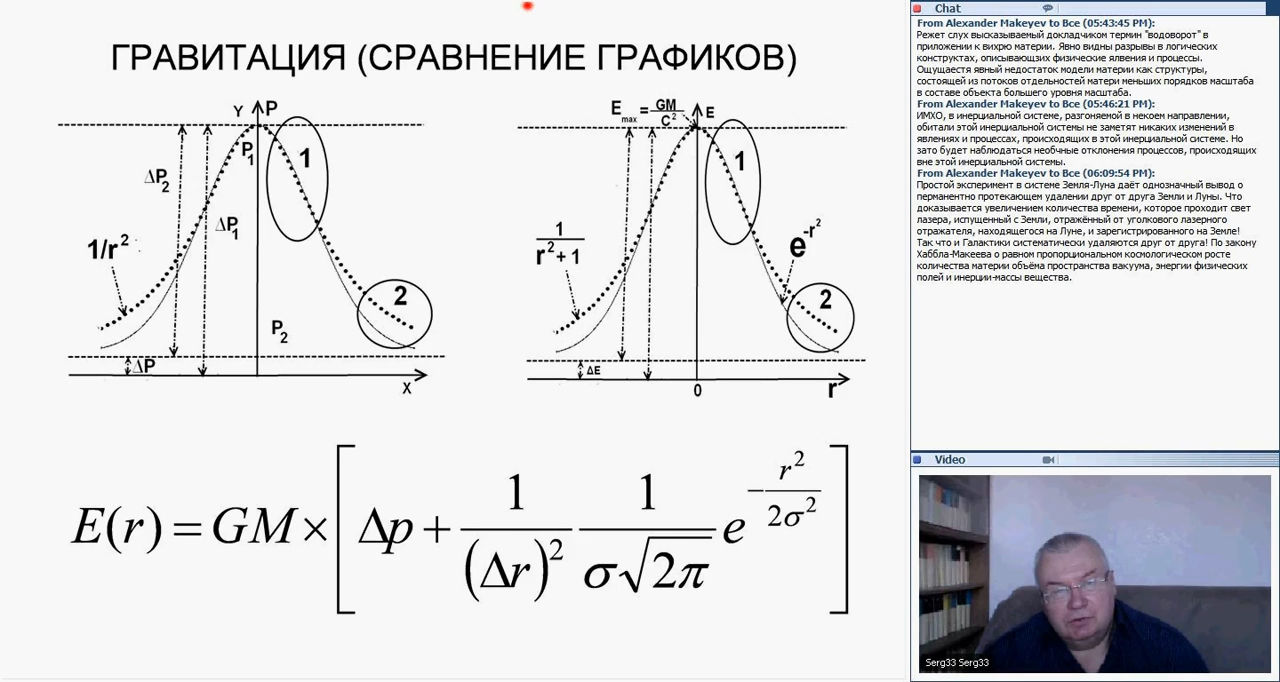 ГРАВИТАЦИЯ (СРАВНЕНИЕ ГРАФИКОВ)
Y P
P₁
1
ΔP₂
ΔP₁
1/r²
2
P₂
ΔP
X
E max = GM/C² E
1
e^-r²
1/(r²+1)
2
ΔE
0
r
E(r) = GM × [ Δp + 1/(Δr)² 1/(σ√2π) e^(-r²/2σ²) ]
Chat
From Alexander Makeyev to Все (05:43:45 PM):
Режет слух высказываемый докладчиком термин "водоворот" в
приложении к вихрю материи. Явно видны разрывы в логических
конструктах, описывающзих физические ялвения и процессы.
Ощущаестя явный недостаток модели материи как структуры,
состоящей из потоков отдельностей матери меньших порядков масштаба
в составе объекта большего уровня масштаба.
From Alexander Makeyev to Все (05:46:21 PM):
ИМХО, в инерциальной системе, разгоняемой в некоем направлении,
обитали этой инерциальной системы не заметят никаких изменений в
явлениях и процессах, происходящих в этой инерциальной системе. Но
зато будет наблюдаться необчные отклонения процессов, происходящих
вне этой инерциальной системы.
From Alexander Makeyev to Все (06:09:54 PM):
Простой эксперимент в системе Земля-Луна даёт однозначный вывод о
перманентно протекающем удалении друг от друга Земли и Луны. Что
доказывается увеличением количества времени, которое проходит свет
лазера, испущенный с Земли, отражённый от уголкового лазерного
отражателя, находящегося на Луне, и зарегистрированного на Земле!
Так что и Галактики систематически удаляются друг от друга! По закону
Хаббла-Макеева о равном пропорциональном космологическом росте
количества материи объёма пространства вакуума, энергии физических
полей и инерции-массы вещества.
Video
Serg33 Serg33